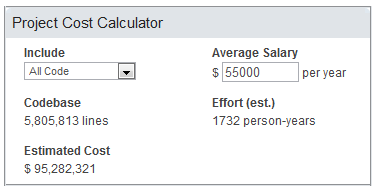 Project Cost Calculator
Include
Average Salary
All Code
$ 55000 per year
Codebase
Effort (est.)
5,805,813 lines
1732 person-years
Estimated Cost
$ 95,282,321